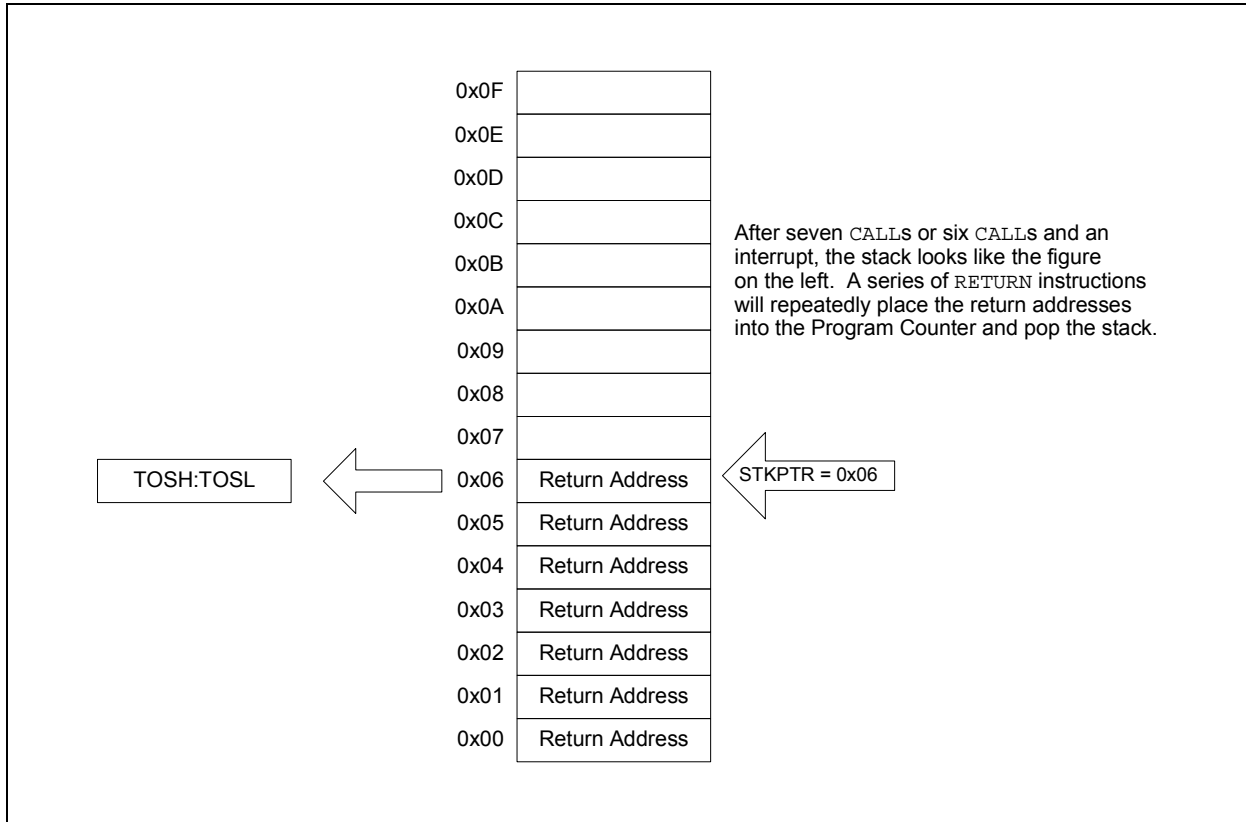 0x0F
0x0E
0x0D
0x0C
0x0B
0x0A
0x09
0x08
0x07
After seven CALLs or six CALLs and an
interrupt, the stack looks like the figure
on the left. A series of RETURN instructions
will repeatedly place the return addresses
into the Program Counter and pop the stack.
TOSH:TOSL
0x06 Return Address
STKPTR = 0x06
0x05 Return Address
0x04 Return Address
0x03 Return Address
0x02 Return Address
0x01 Return Address
0x00 Return Address